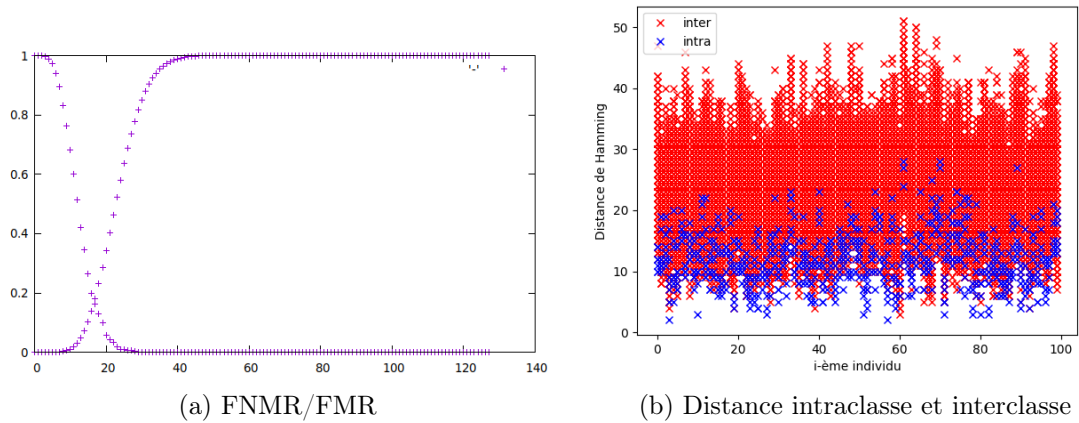 1
0.8
0.6
0.4
0.2
0
0 20 40 60 80 100 120 140
(a) FNMR/FMR
50
40
30
20
10
0
Distance de Hamming
inter
intra
0 20 40 60 80 100
i-ème individu
(b) Distance intraclasse et interclasse